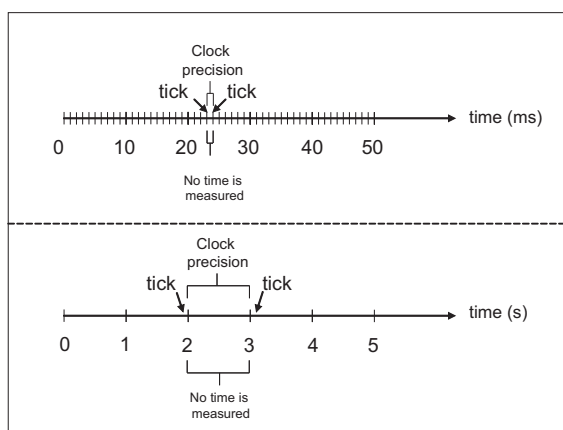 Clock
precision
tick tick
time (ms)
0 10 20 30 40 50
No time is
measured
Clock
precision
tick tick
time (s)
0 1 2 3 4 5
No time is
measured